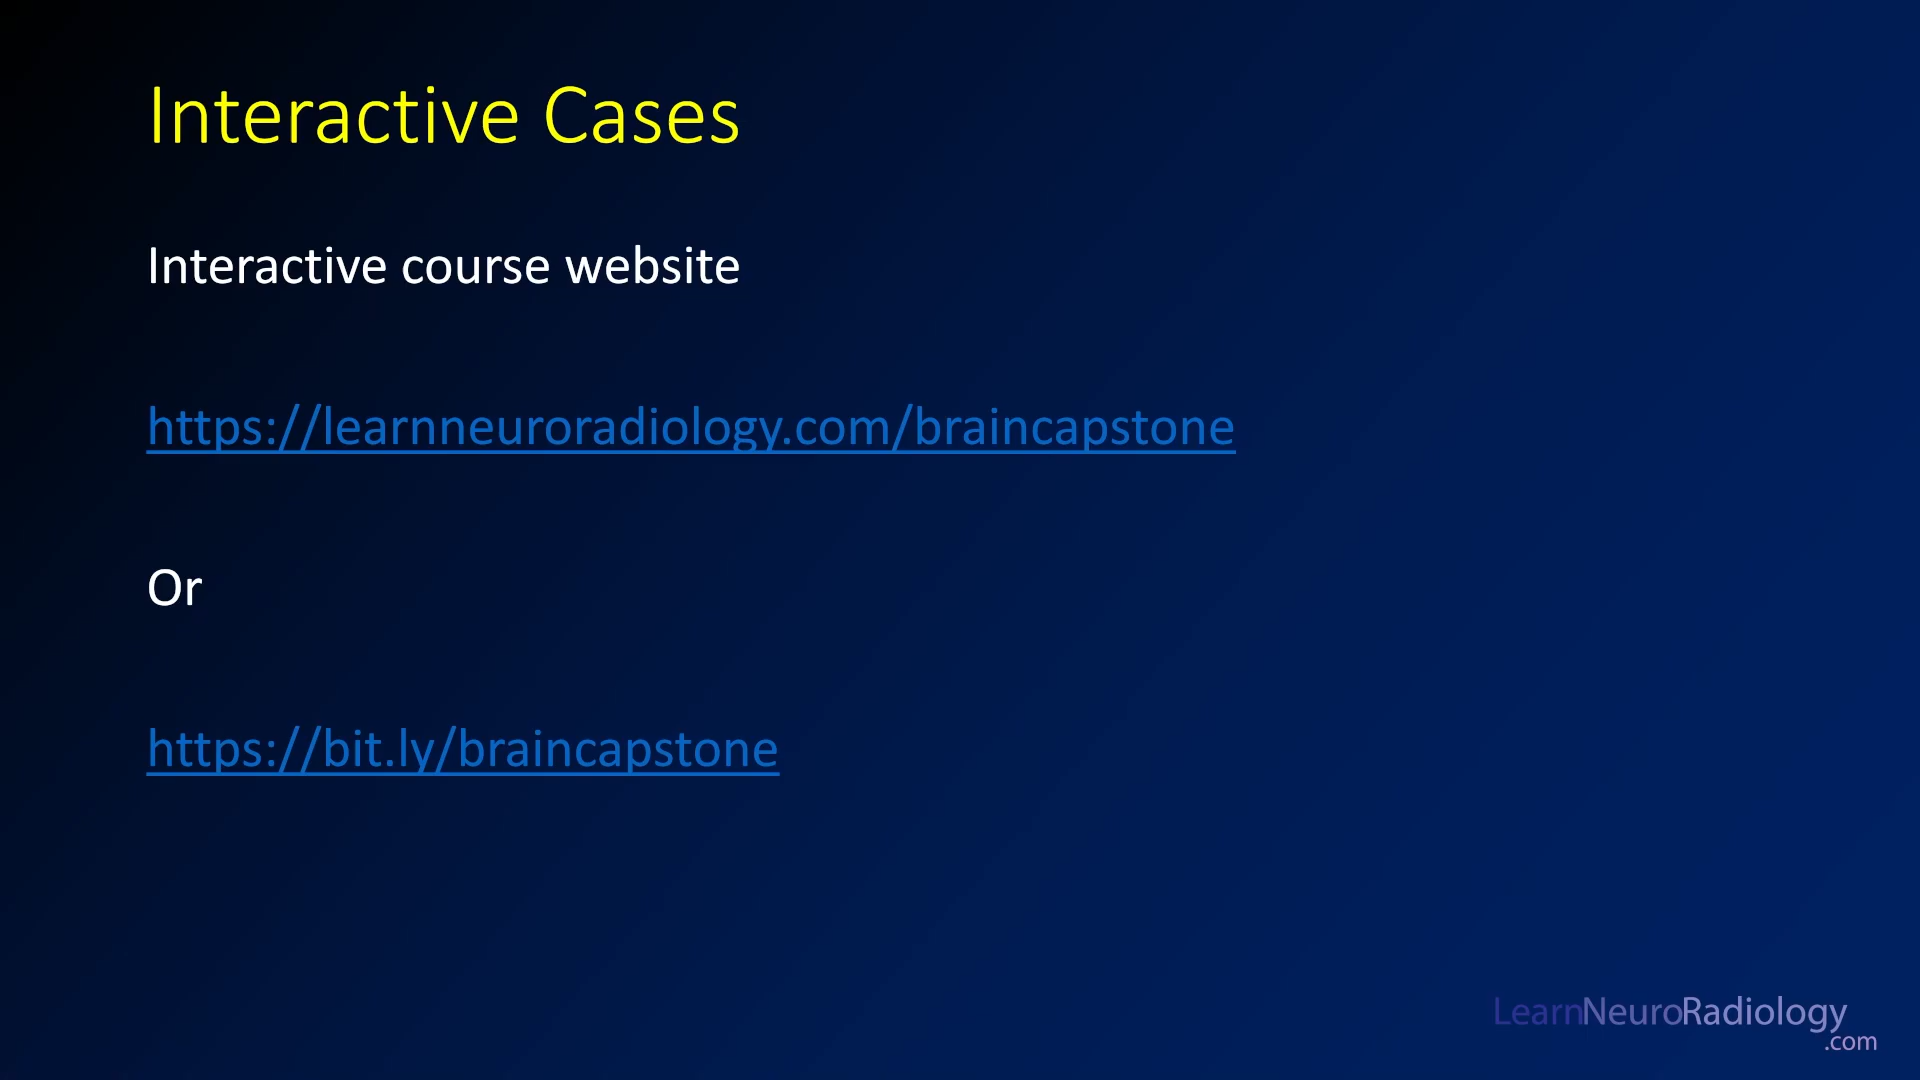 Interactive Cases
Interactive course website
https://learnneuroradiology.com/braincapstone
Or
https://bit.ly/braincapstone
LearnNeuroRadiology
.com